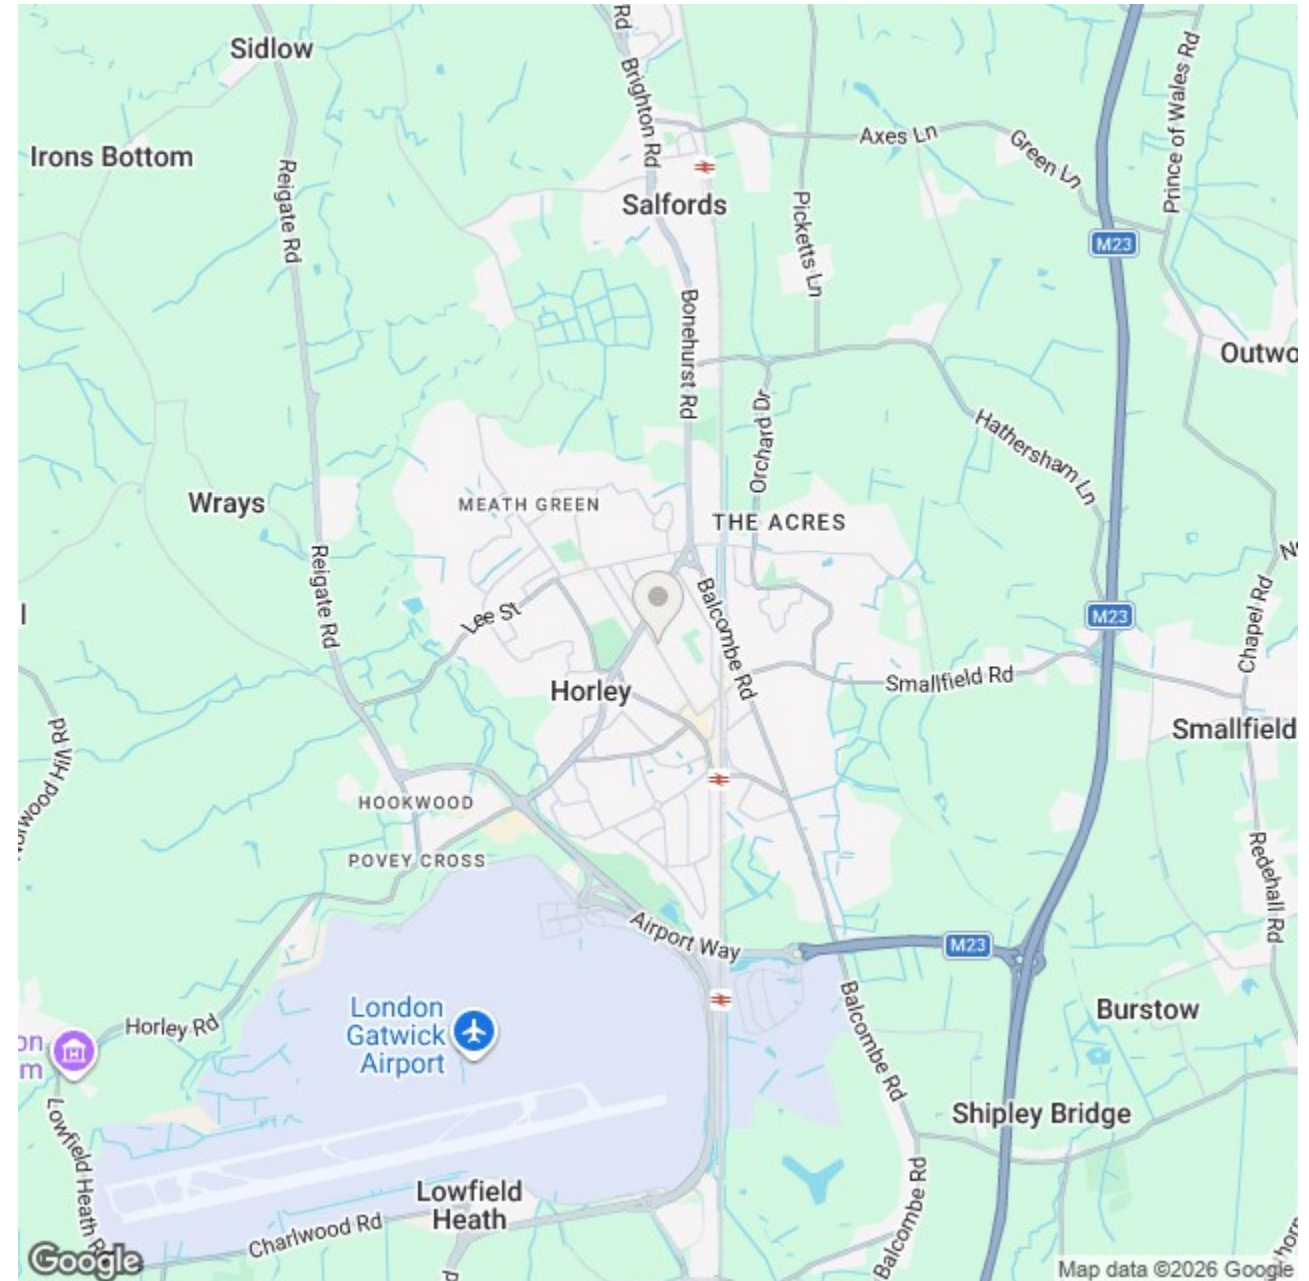 Rd
Sidlow
Brighton Rd
Prince of Wales Rd
Axes Ln
Green Ln
Irons Bottom
Reigate Rd
Salfords
Picketts Ln
M23
Bonehurst Rd
Outwo
Orchard Dr
Hathersham Ln
Wrays
MEATH GREEN
THE ACRES
Reigate Rd
Lee St
Balcombe Rd
M23
Chapel Rd
Horley
Smallfield Rd
Smallfield
Norwood Hill Rd
HOOKWOOD
POVEY CROSS
Redehall Rd
Airport Way
M23
London
Gatwick
Airport
Horley Rd
on
m
Balcombe Rd
Burstow
Shipley Bridge
Lowfield Heath Rd
Lowfield
Heath
Charlwood Rd
Balcombe Rd
Google
Map data ©2026 Google